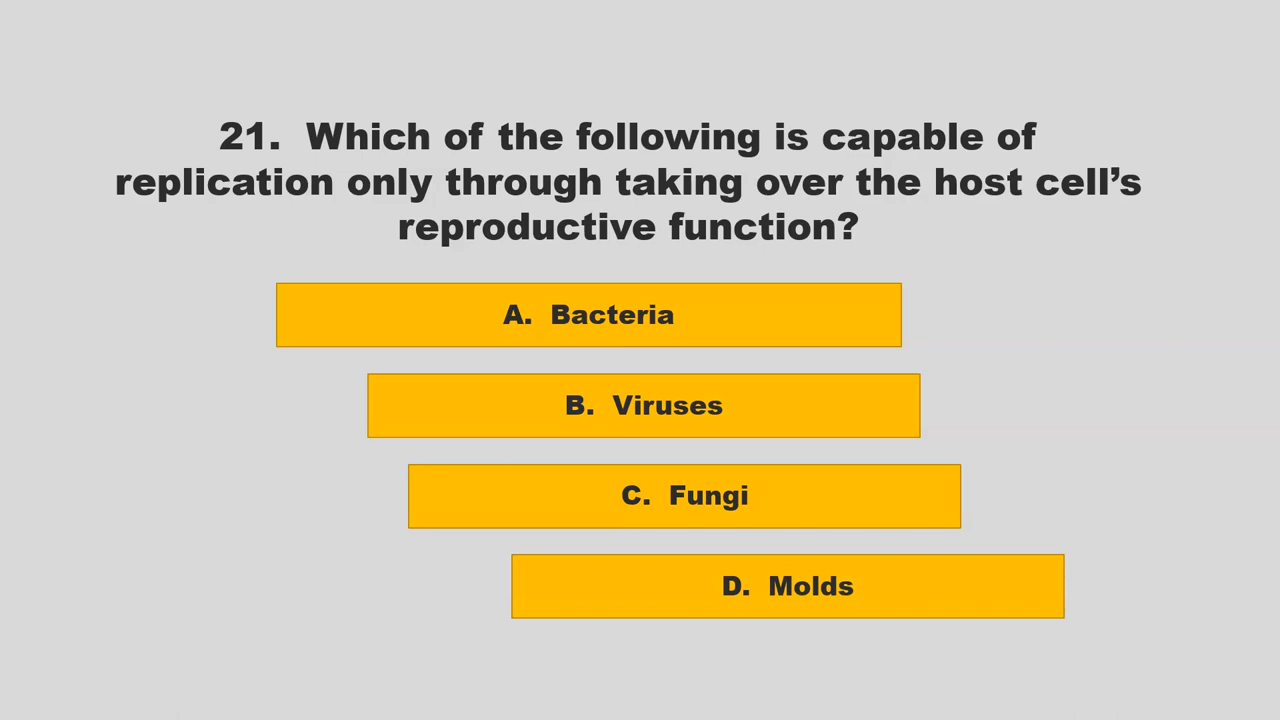 21.  Which of the following is capable of
replication only through taking over the host cell’s
reproductive function?
A.  Bacteria
B.  Viruses
C.  Fungi
D.  Molds